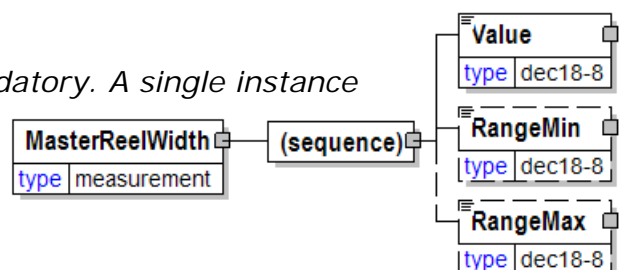 Value
type dec18-8
datory. A single instance
MasterReelWidth
type measurement
(sequence)
RangeMin
type dec18-8
RangeMax
type dec18-8